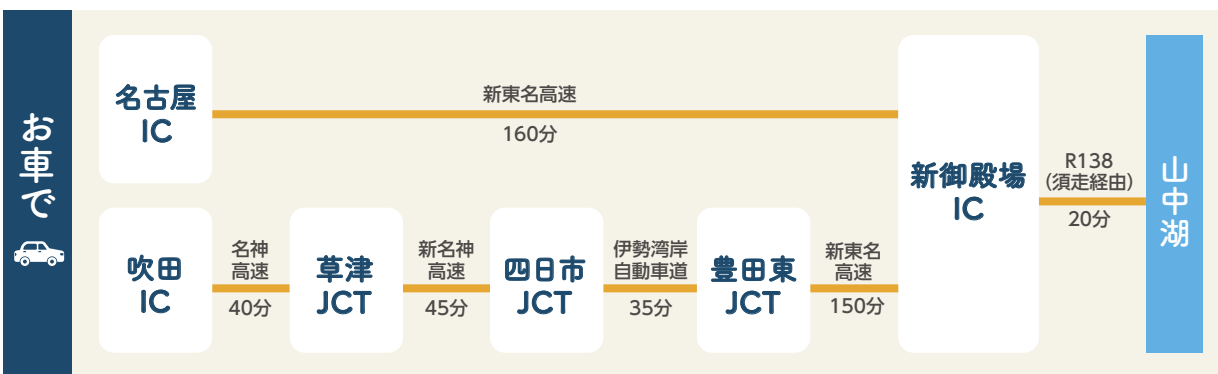 お車で
名古屋
IC
新東名高速
160分
吹田
IC
名神
高速
40分
草津
JCT
新名神
高速
45分
四日市
JCT
伊勢湾岸
自動車道
35分
豊田東
JCT
新東名
高速
150分
新御殿場
IC
R138
（須走経由）
20分
山中湖